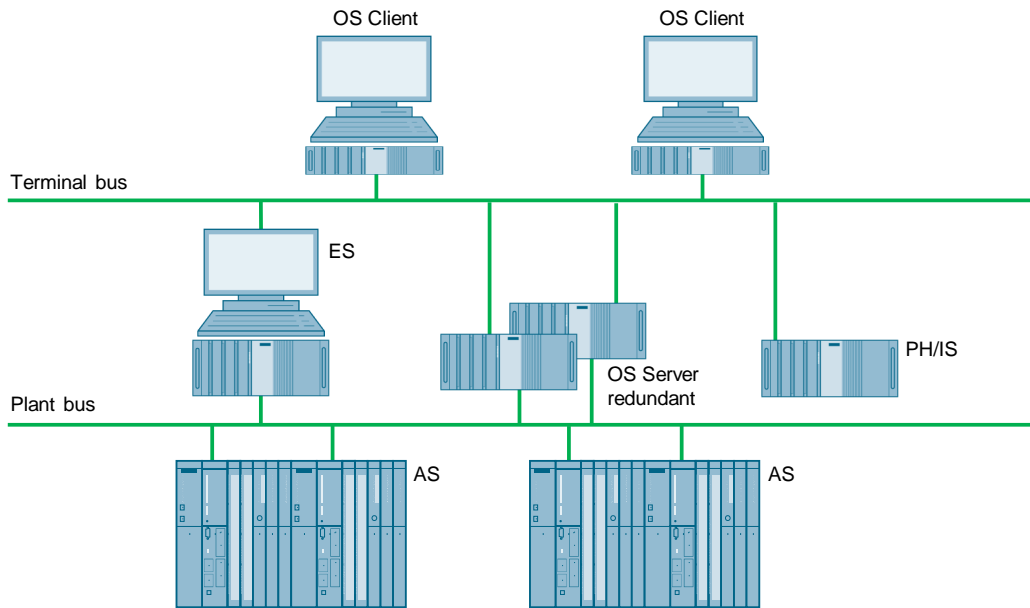 OS Client
OS Client
Terminal bus
ES
PH/IS
OS Server
redundant
Plant bus
AS
AS